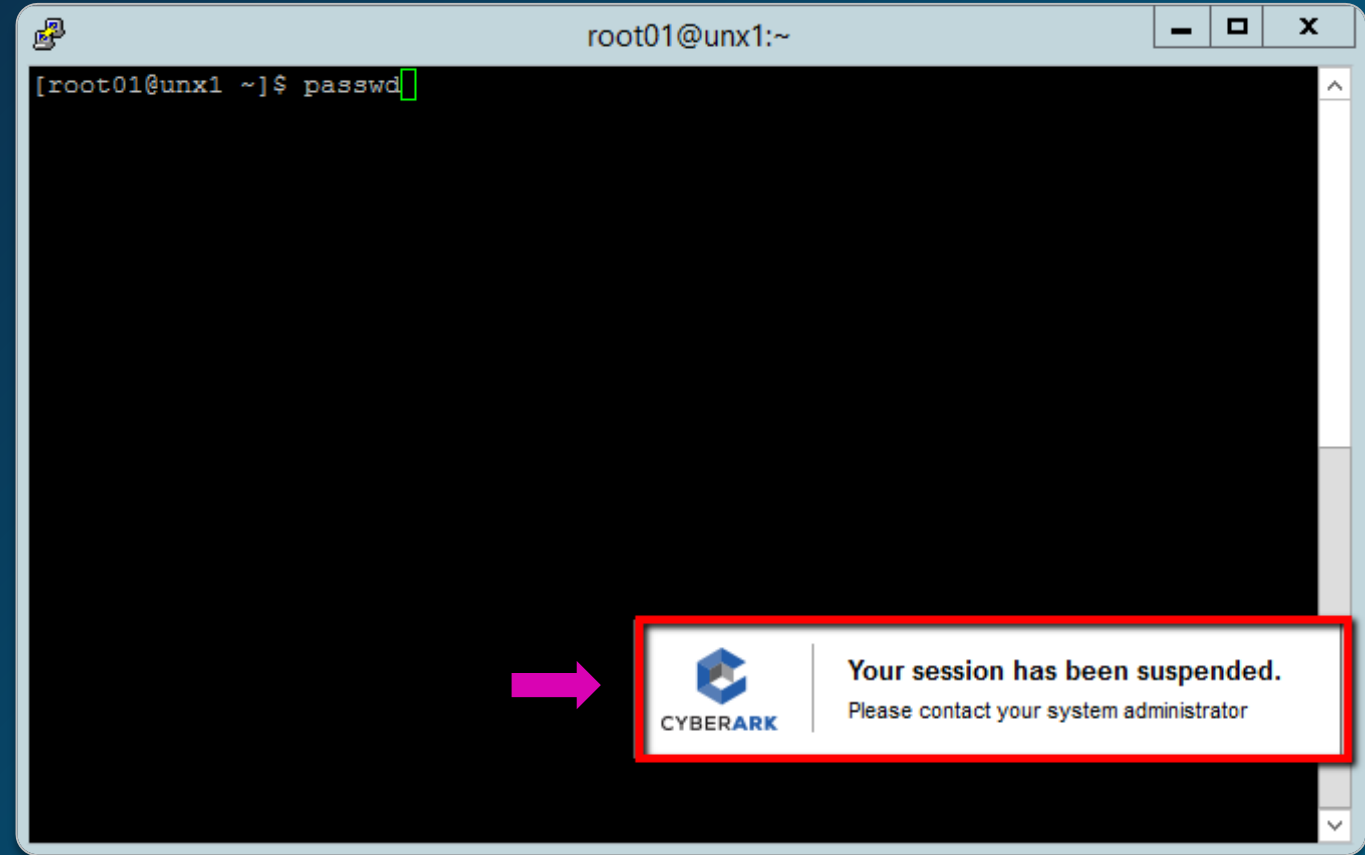 root01@unx1:~
[root01@unx1 ~]$ passwd
Your session has been suspended.
Please contact your system administrator
CYBERARK